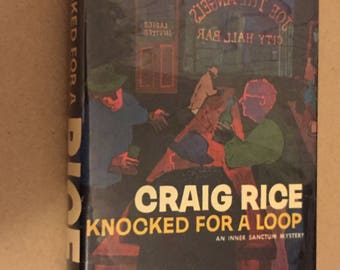 KED FOR A
RICE
LADIES
INVITED
JOE THE ANGEL'S
CITY HALL BAR
CRAIG RICE
KNOCKED FOR A LOOP
AN INNER SANCTUM MYSTERY